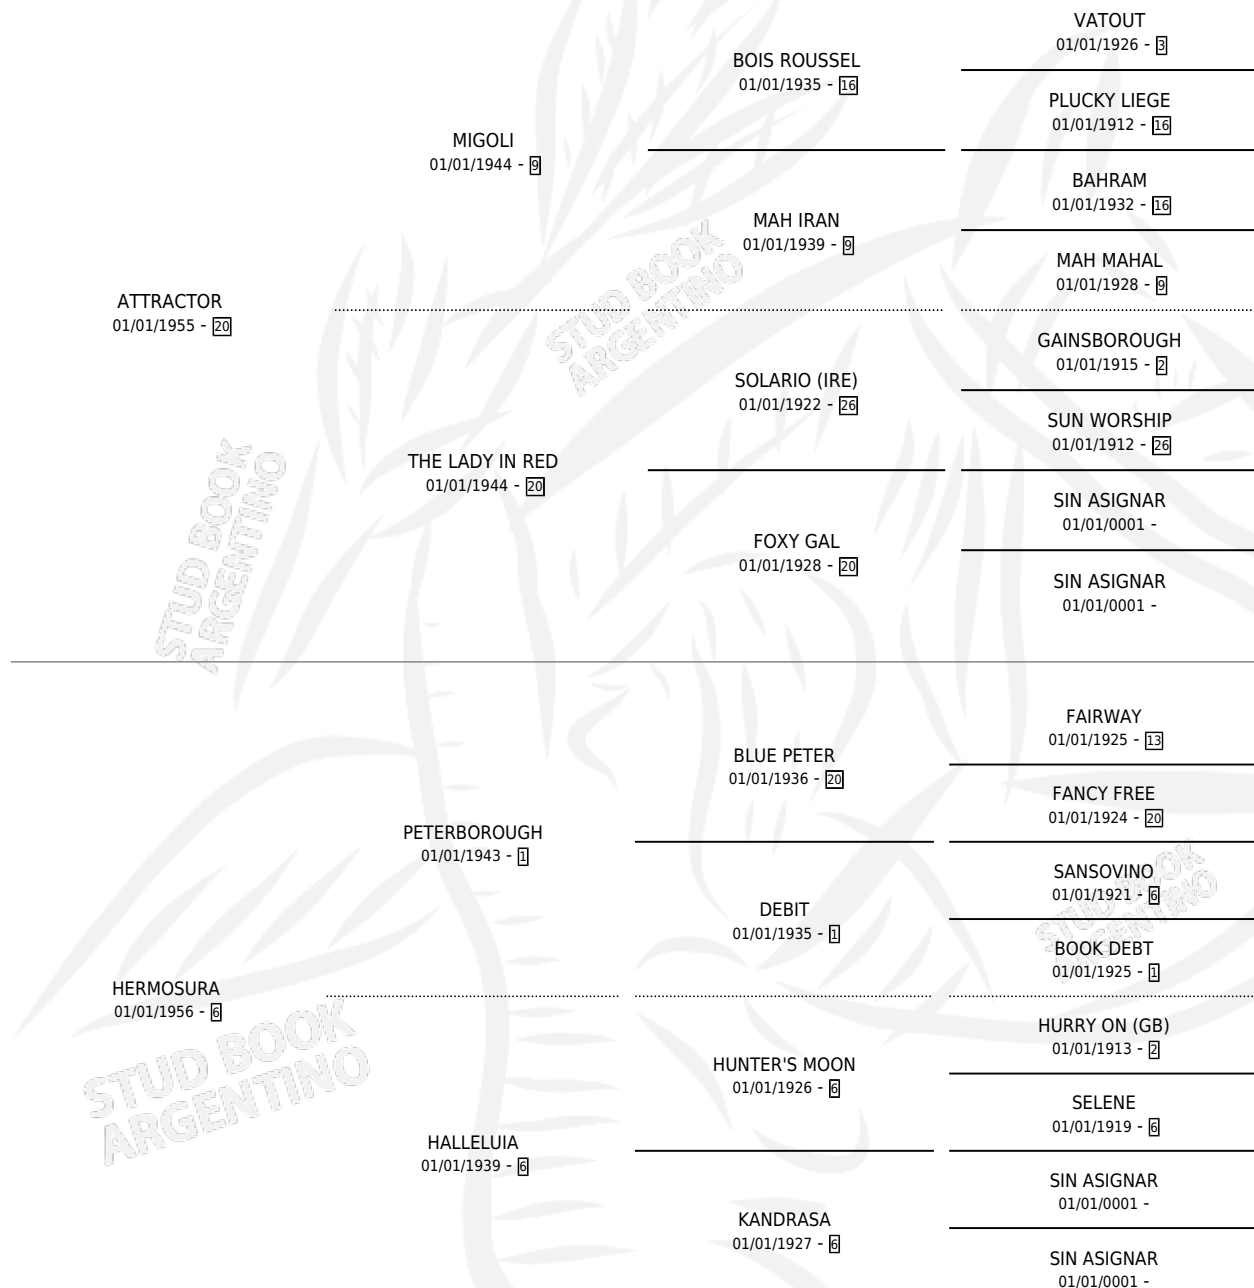 VATOUT
01/01/1926 - 3
BOIS ROUSSEL
01/01/1935 - 16
PLUCKY LIEGE
01/01/1912 - 16
MIGOLI
01/01/1944 - 9
BAHRAM
01/01/1932 - 16
MAH IRAN
01/01/1939 - 9
MAH MAHAL
01/01/1928 - 9
ATTRACTOR
01/01/1955 - 20
GAINSBOROUGH
01/01/1915 - 2
SOLARIO (IRE)
01/01/1922 - 26
SUN WORSHIP
01/01/1912 - 26
THE LADY IN RED
01/01/1944 - 20
SIN ASIGNAR
01/01/0001 -
FOXY GAL
01/01/1928 - 20
SIN ASIGNAR
01/01/0001 -
STUD BOOK
ARGENTINO
STUD BOOK
ARGENTINO
FAIRWAY
01/01/1925 - 13
BLUE PETER
01/01/1936 - 20
FANCY FREE
01/01/1924 - 20
PETERBOROUGH
01/01/1943 - 1
SANSOVINO
01/01/1921 - 6
DEBIT
01/01/1935 - 1
BOOK DEBT
01/01/1925 - 1
STUD BOOK
ARGENTINO
HERMOSURA
01/01/1956 - 6
HURRY ON (GB)
01/01/1913 - 2
HUNTER'S MOON
01/01/1926 - 6
SELENE
01/01/1919 - 6
HALLELUIA
01/01/1939 - 6
SIN ASIGNAR
01/01/0001 -
KANDRASA
01/01/1927 - 6
SIN ASIGNAR
01/01/0001 -
STUD BOOK
ARGENTINO